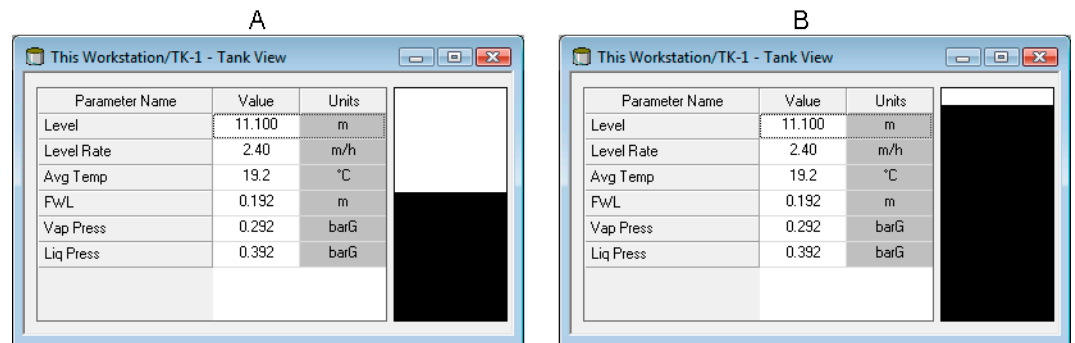 A
This Workstation/TK-1 - Tank View
Parameter Name Value Units
Level 11.100 m
Level Rate 2.40 m/h
Avg Temp 19.2 °C
FWL 0.192 m
Vap Press 0.292 barG
Liq Press 0.392 barG
B
This Workstation/TK-1 - Tank View
Parameter Name Value Units
Level 11.100 m
Level Rate 2.40 m/h
Avg Temp 19.2 °C
FWL 0.192 m
Vap Press 0.292 barG
Liq Press 0.392 barG